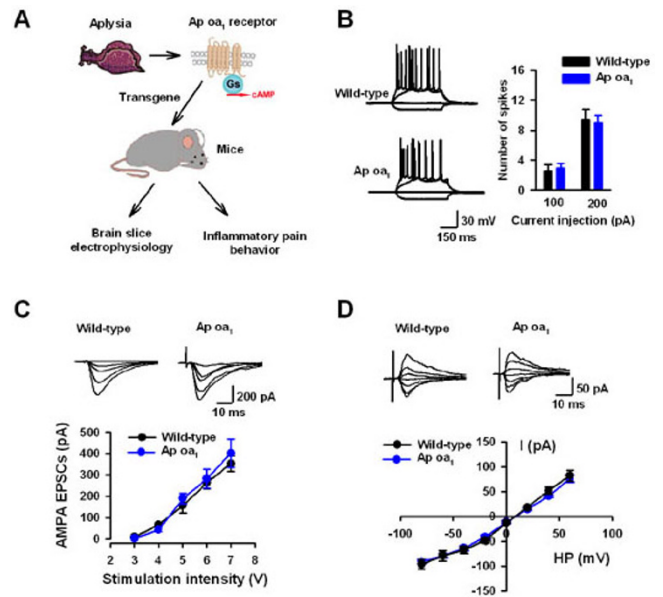 A
Aplysia
Ap oa1 receptor
Gs
cAMP
Transgene
Mice
Brain slice
electrophysiology
Inflammatory pain
behavior
B
Wild-type
Ap oa1
30 mV
150 ms
Wild-type
Ap oa1
Number of spikes
16
12
8
4
0
100
200
Current injection (pA)
C
Wild-type
Ap oa1
200 pA
10 ms
Wild-type
Ap oa1
AMPA EPSCs (pA)
500
400
300
200
100
0
2 3 4 5 6 7 8
Stimulation intensity (V)
D
Wild-type
Ap oa1
50 pA
10 ms
Wild-type
Ap oa1
I (pA)
150
100
50
-100 -50 0 50 100
HP (mV)
-50
-100
-150